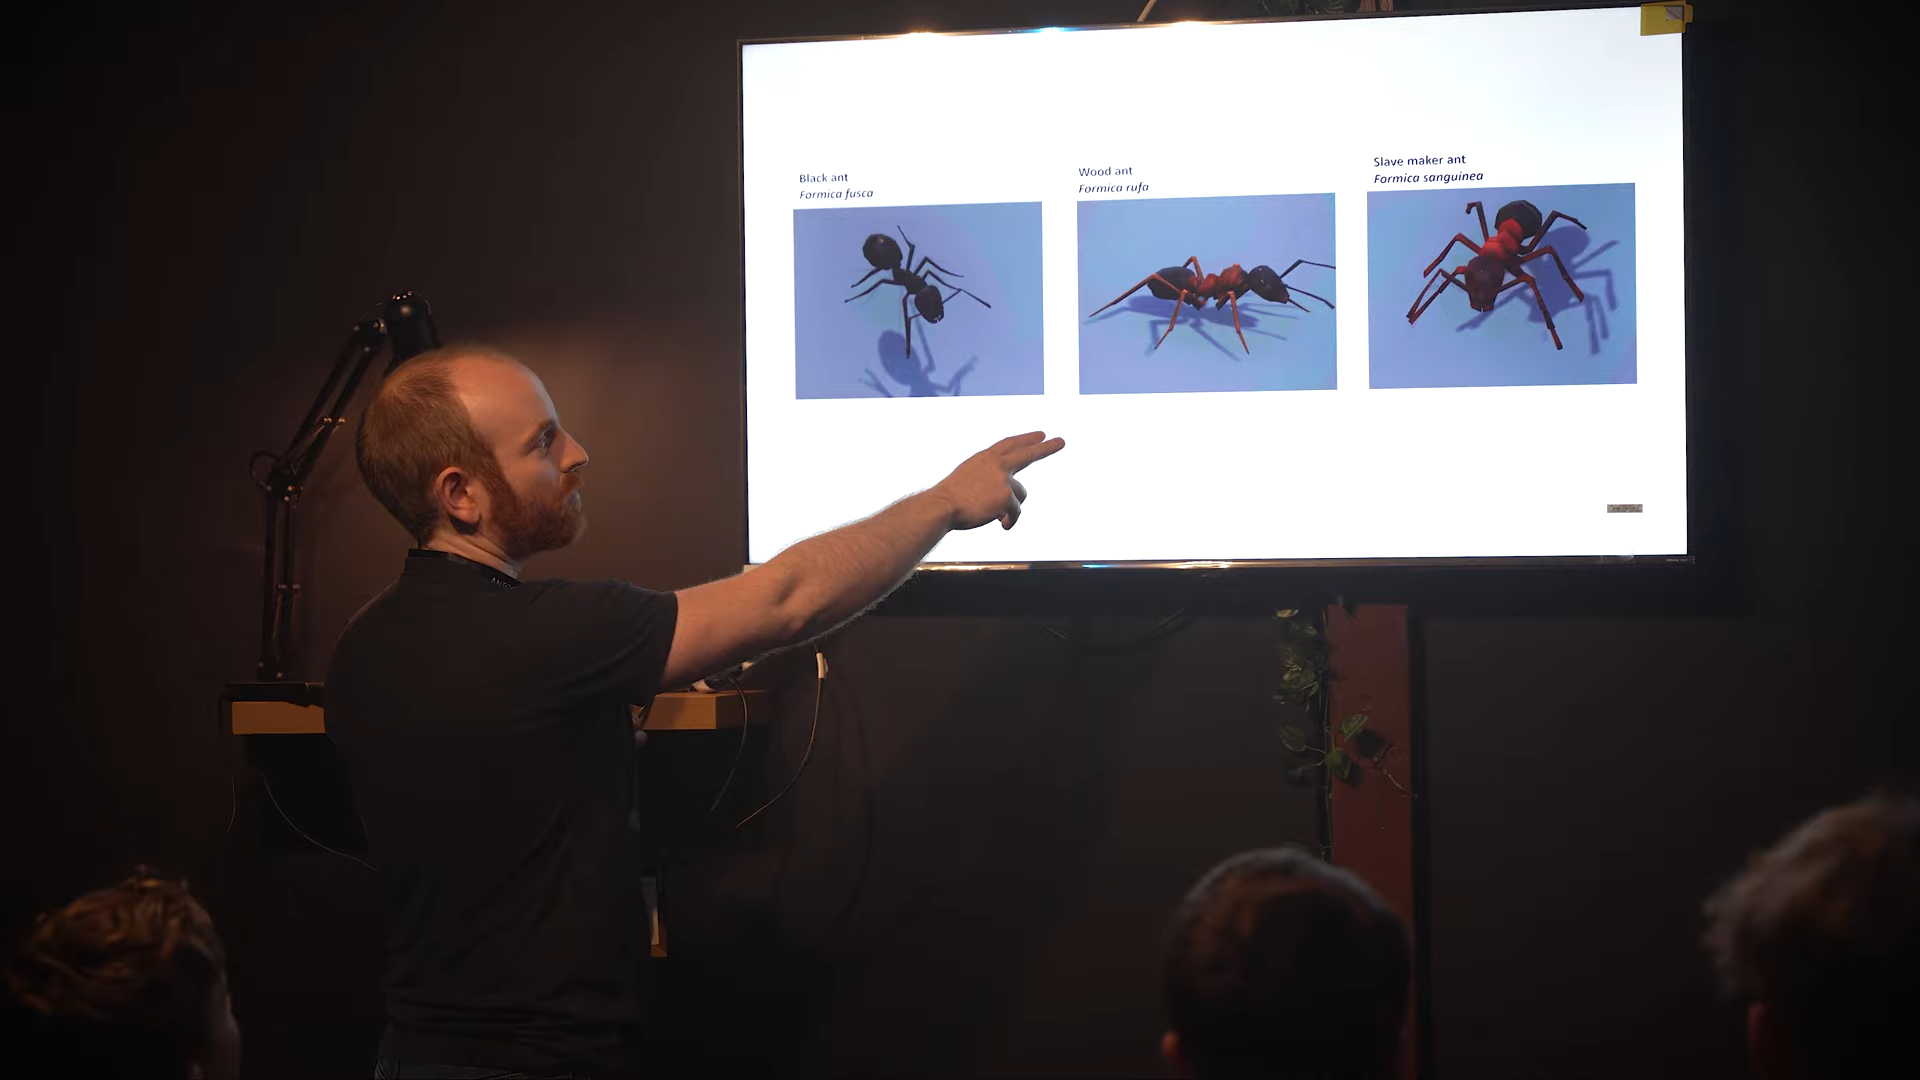 Black ant
Formica fusca
Wood ant
Formica rufa
Slave maker ant
Formica sanguinea